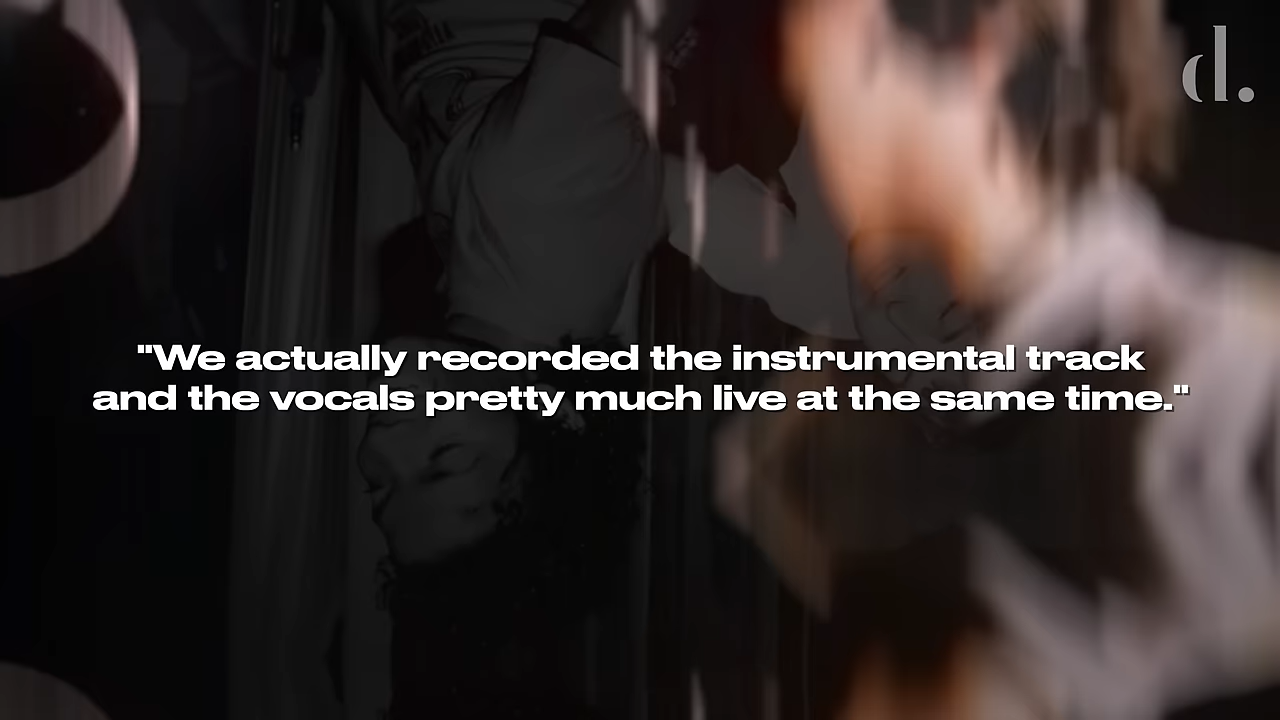 d.
"We actually recorded the instrumental track
and the vocals pretty much live at the same time."